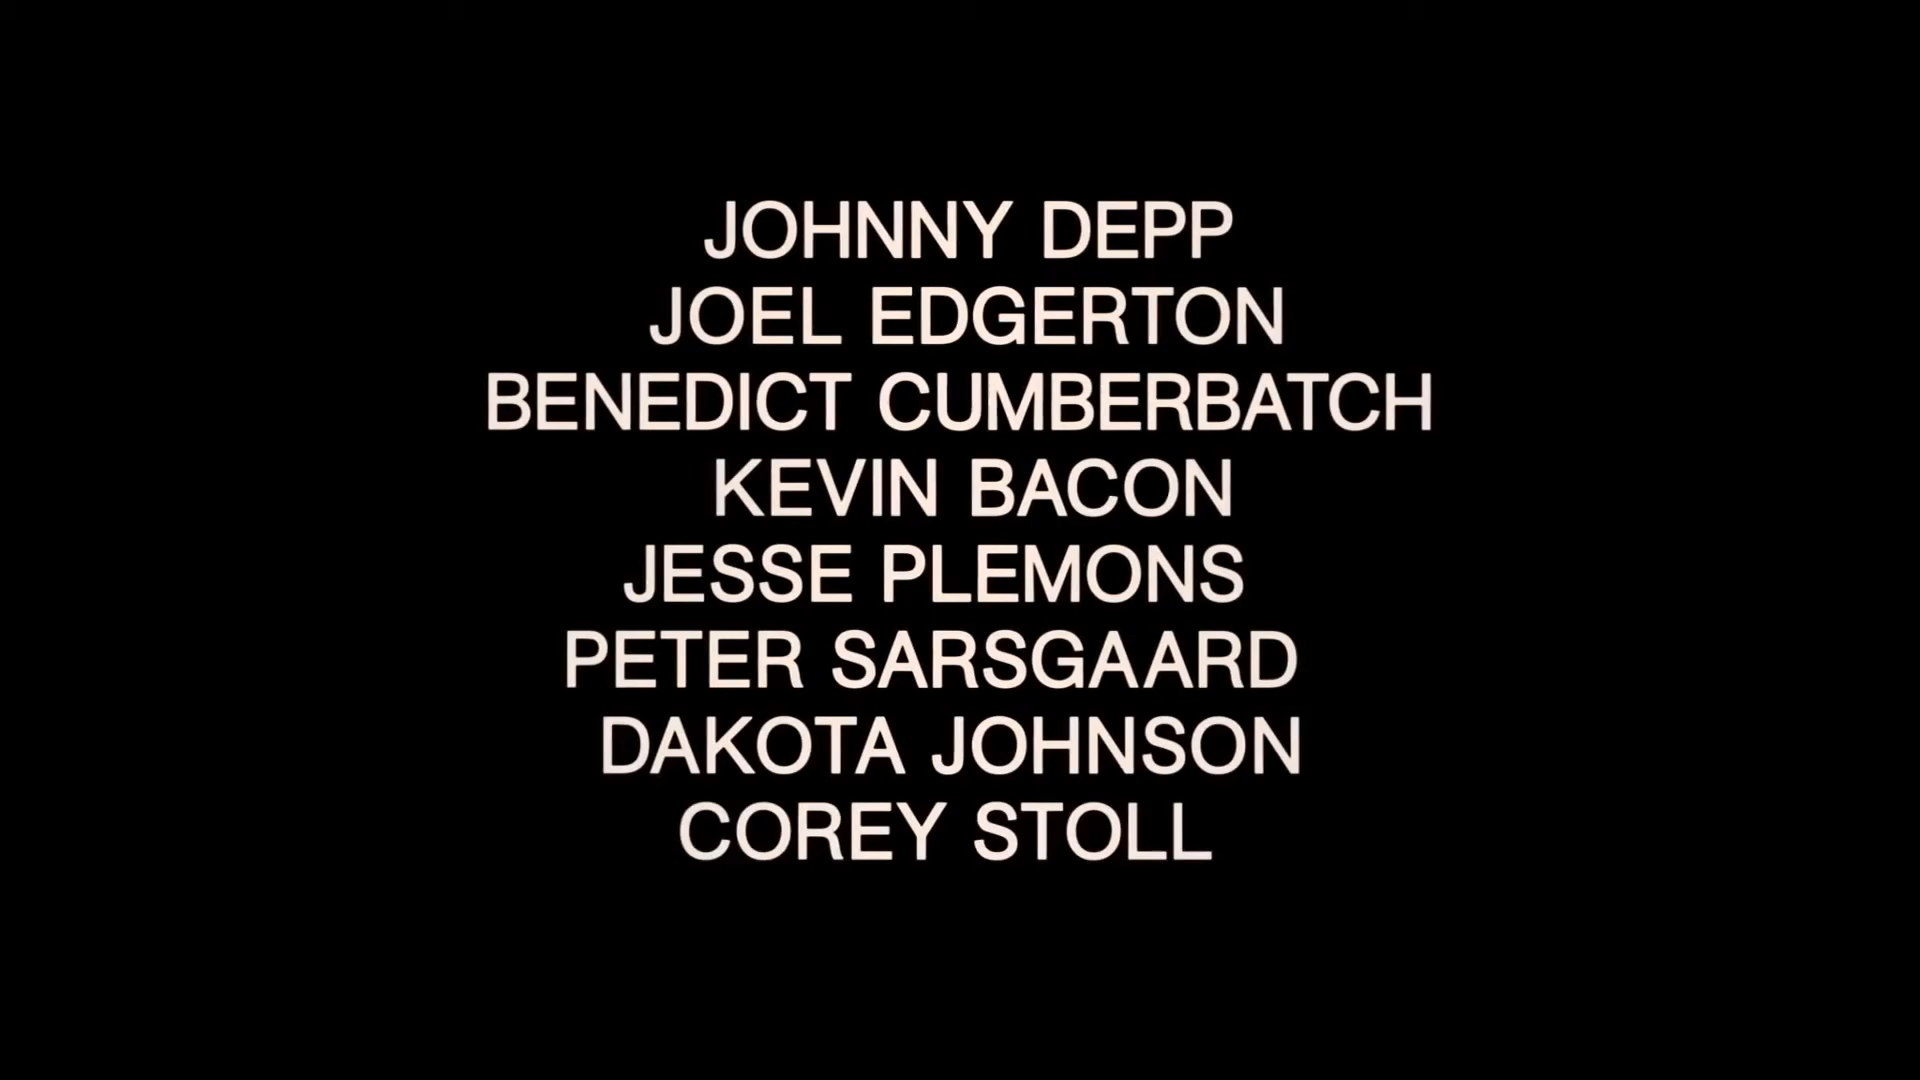 JOHNNY DEPP
JOEL EDGERTON
BENEDICT CUMBERBATCH
KEVIN BACON
JESSE PLEMONS
PETER SARSGAARD
DAKOTA JOHNSON
COREY STOLL